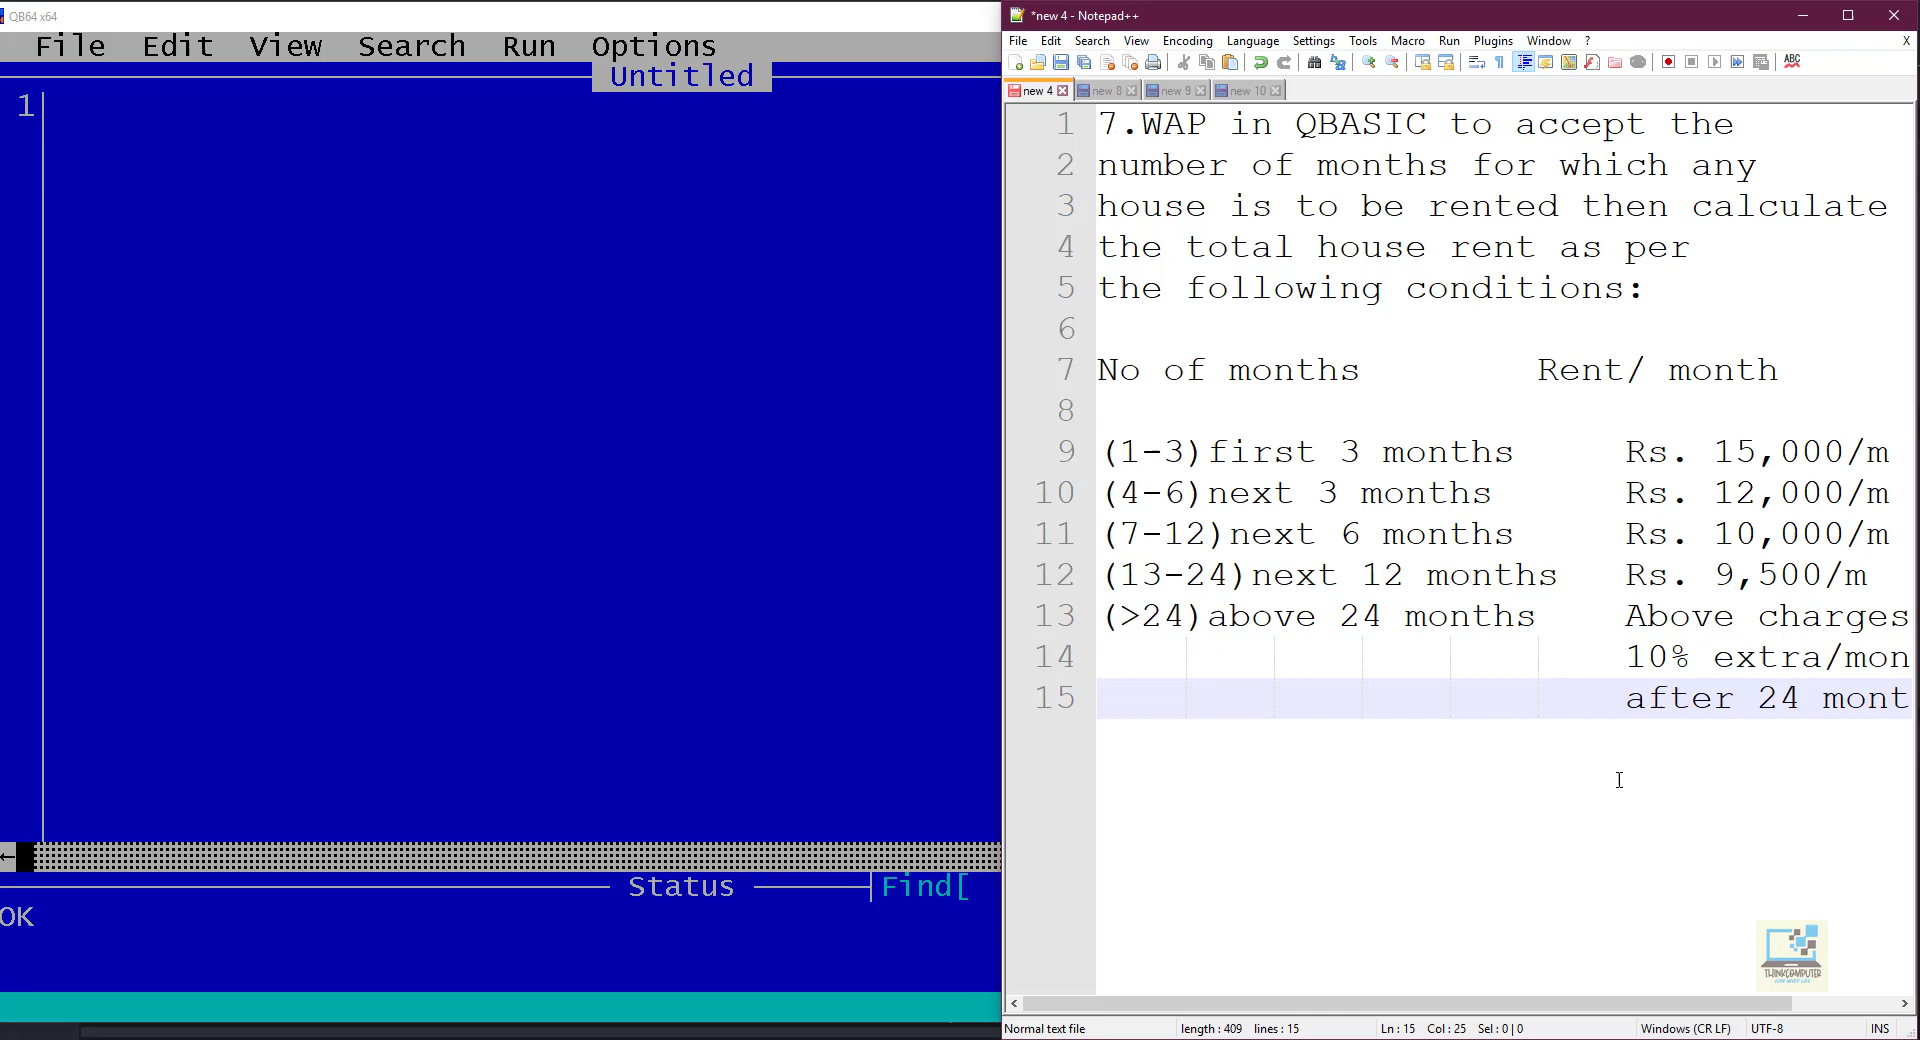 QB64 x64
File Edit View Search Run Options
Untitled
1
Status
Find[
OK
*new 4 - Notepad++
File Edit Search View Encoding Language Settings Tools Macro Run Plugins Window ? X
new 4 new 8 new 9 new 10
1 7.WAP in QBASIC to accept the
2 number of months for which any
3 house is to be rented then calculate
4 the total house rent as per
5 the following conditions:
6
7 No of months Rent/ month
8
9 (1-3)first 3 months Rs. 15,000/m
10 (4-6)next 3 months Rs. 12,000/m
11 (7-12)next 6 months Rs. 10,000/m
12 (13-24)next 12 months Rs. 9,500/m
13 (>24)above 24 months Above charges
14 10% extra/mon
15 after 24 mont
THINKCOMPUTER
Normal text file length : 409 lines : 15 Ln : 15 Col : 25 Sel : 0 | 0 Windows (CR LF) UTF-8 INS